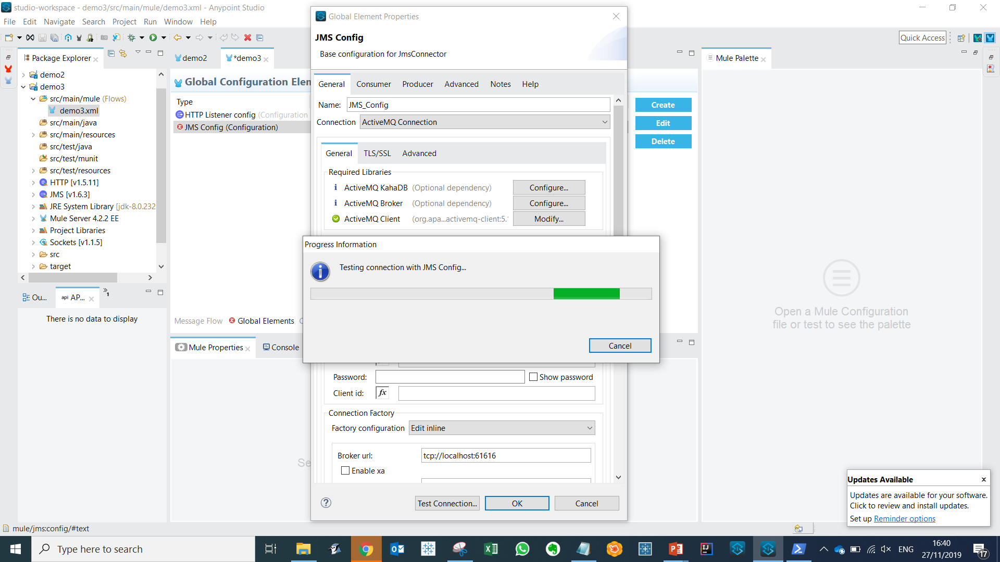 studio-workspace - demo3/src/main/mule/demo3.xml - Anypoint Studio
File Edit Navigate Search Project Run Window Help
Quick Access
Package Explorer
demo2
demo3
src/main/mule (Flows)
demo3.xml
src/main/java
src/main/resources
src/test/java
src/test/munit
src/test/resources
HTTP [v1.5.11]
JMS [v1.6.3]
JRE System Library [jdk-8.0.232
Mule Server 4.2.2 EE
Project Libraries
Sockets [v1.1.5]
src
target
Ou...
api AP...
1
There is no data to display
demo2
*demo3
Global Configuration Elen
Type
HTTP Listener config (Configuration
JMS Config (Configuration)
Create
Edit
Delete
Message Flow Global Elements
Mule Properties
Console
Se
Global Element Properties
JMS Config
Base configuration for JmsConnector
General Consumer Producer Advanced Notes Help
Name: JMS_Config
Connection ActiveMQ Connection
General TLS/SSL Advanced
Required Libraries
i ActiveMQ KahaDB (Optional dependency) Configure...
i ActiveMQ Broker (Optional dependency) Configure...
ActiveMQ Client (org.apa...activemq-client:5. Modify...
Progress Information
Testing connection with JMS Config...
Cancel
Password: Show password
Client id: fx
Connection Factory
Factory configuration Edit inline
Broker url: tcp://localhost:61616
Enable xa
? Test Connection... OK Cancel
Mule Palette
Open a Mule Configuration
file or test to see the palette
Updates Available x
Updates are available for your software.
Click to review and install updates.
Set up Reminder options
mule/jms:config/#text
Type here to search
ENG
16:40
27/11/2019
17